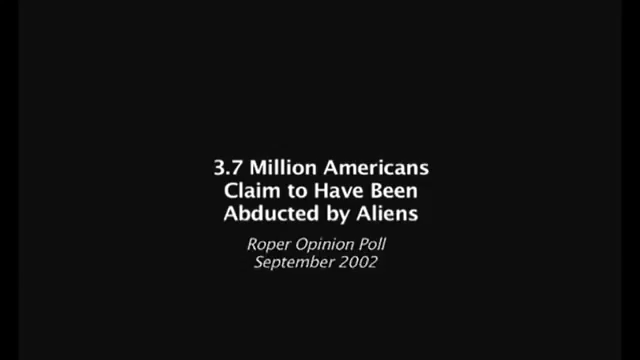 3.7 Million Americans
Claim to Have Been
Abducted by Aliens
Roper Opinion Poll
September 2002